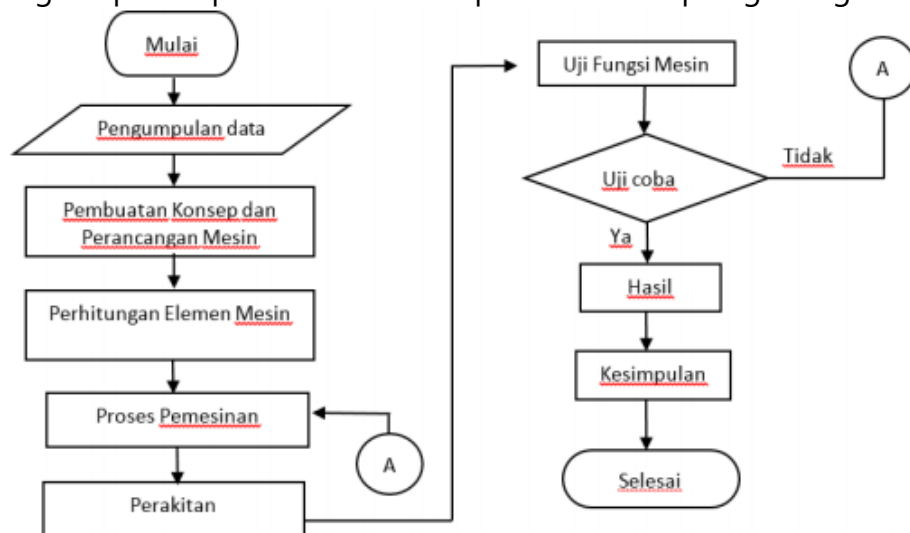 Mulai
Pengumpulan data
Pembuatan Konsep dan
Perancangan Mesin
Perhitungan Elemen Mesin
Proses Pemesinan
A
Perakitan
Uji Fungsi Mesin
A
Uji coba
Tidak
Ya
Hasil
Kesimpulan
Selesai